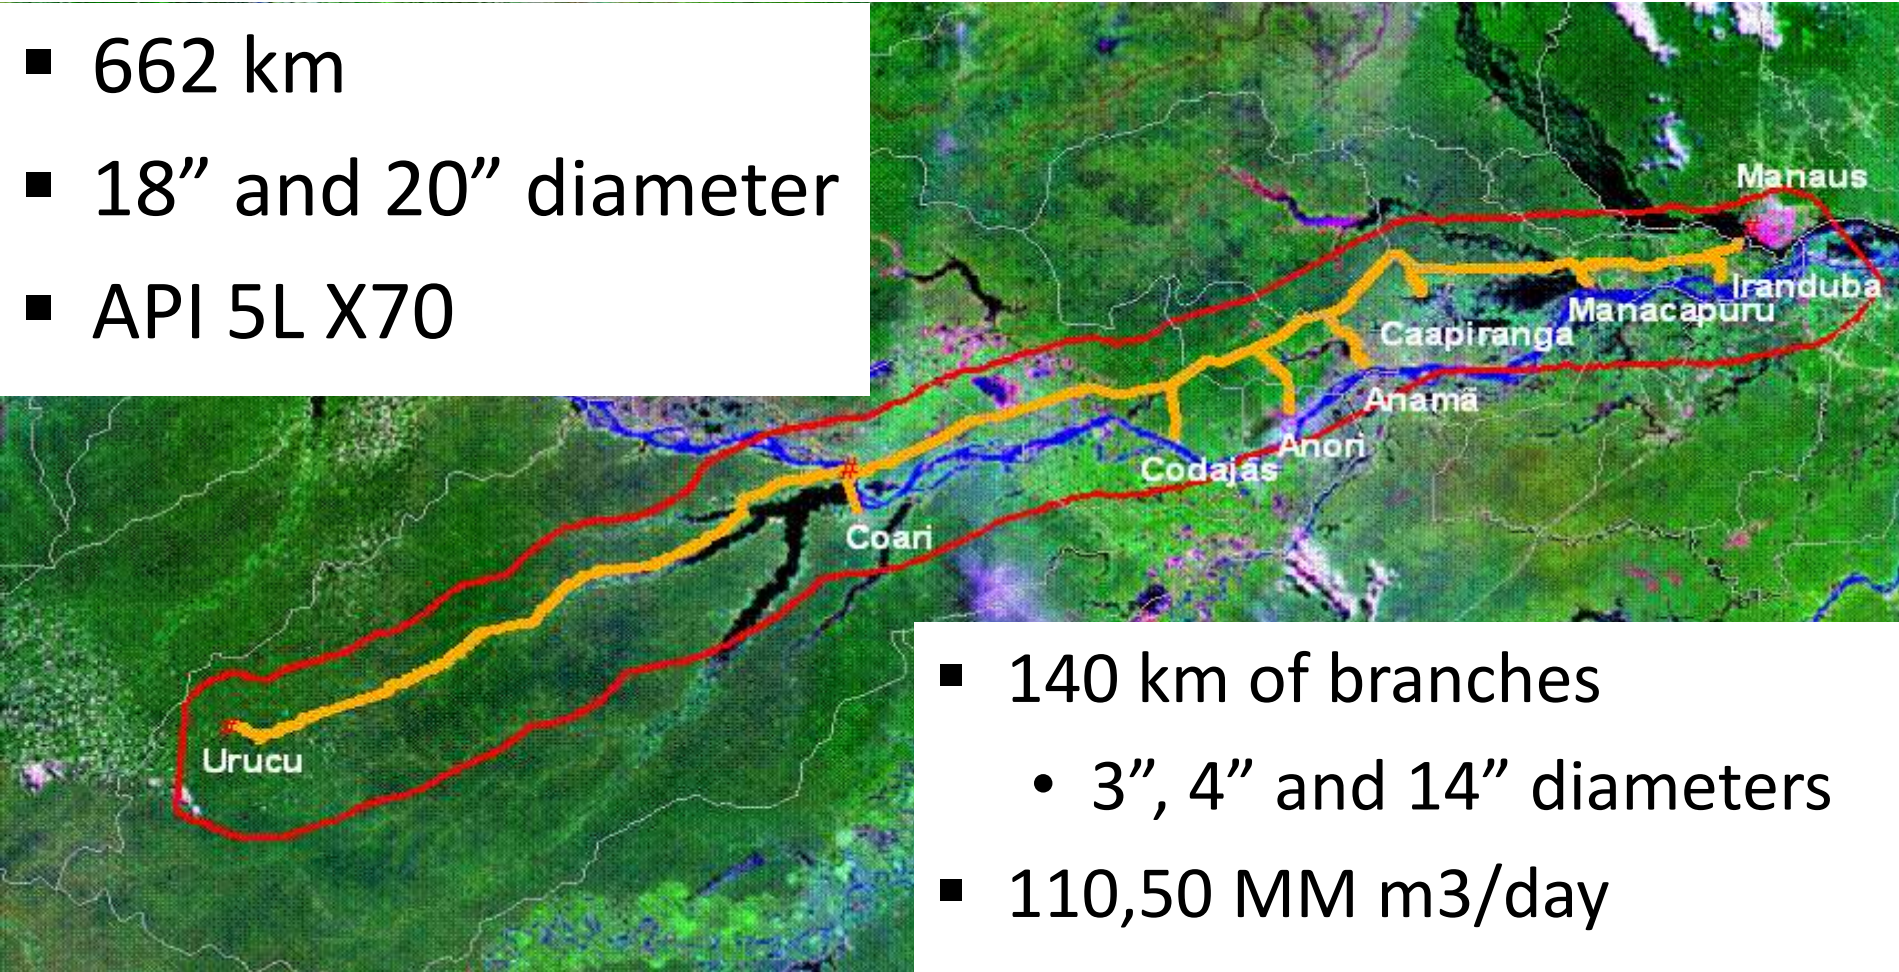 ▪ 662 km
▪ 18” and 20” diameter
▪ API 5L X70
Manaus
Iranduba
Manacapuru
Caapiranga
Anamã
Anori
Codajás
Coari
Urucu
▪ 140 km of branches
• 3”, 4” and 14” diameters
▪ 110,50 MM m3/day